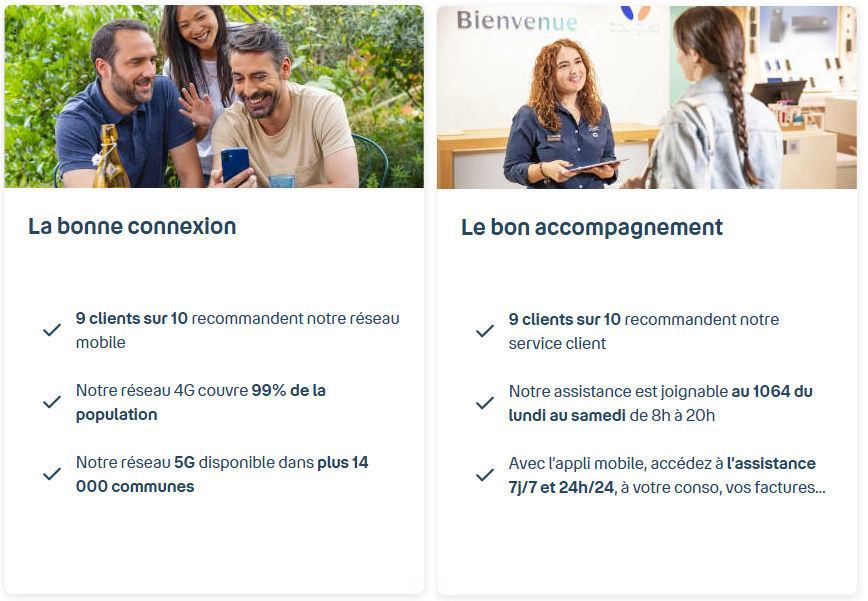 Bienvenue
La bonne connexion
9 clients sur 10 recommandent notre réseau
mobile
Notre réseau 4G couvre 99% de la
population
Notre réseau 5G disponible dans plus 14
000 communes
Le bon accompagnement
9 clients sur 10 recommandent notre
service client
Notre assistance est joignable au 1064 du
lundi au samedi de 8h à 20h
Avec l'appli mobile, accédez à l'assistance
7j/7 et 24h/24, à votre conso, vos factures...